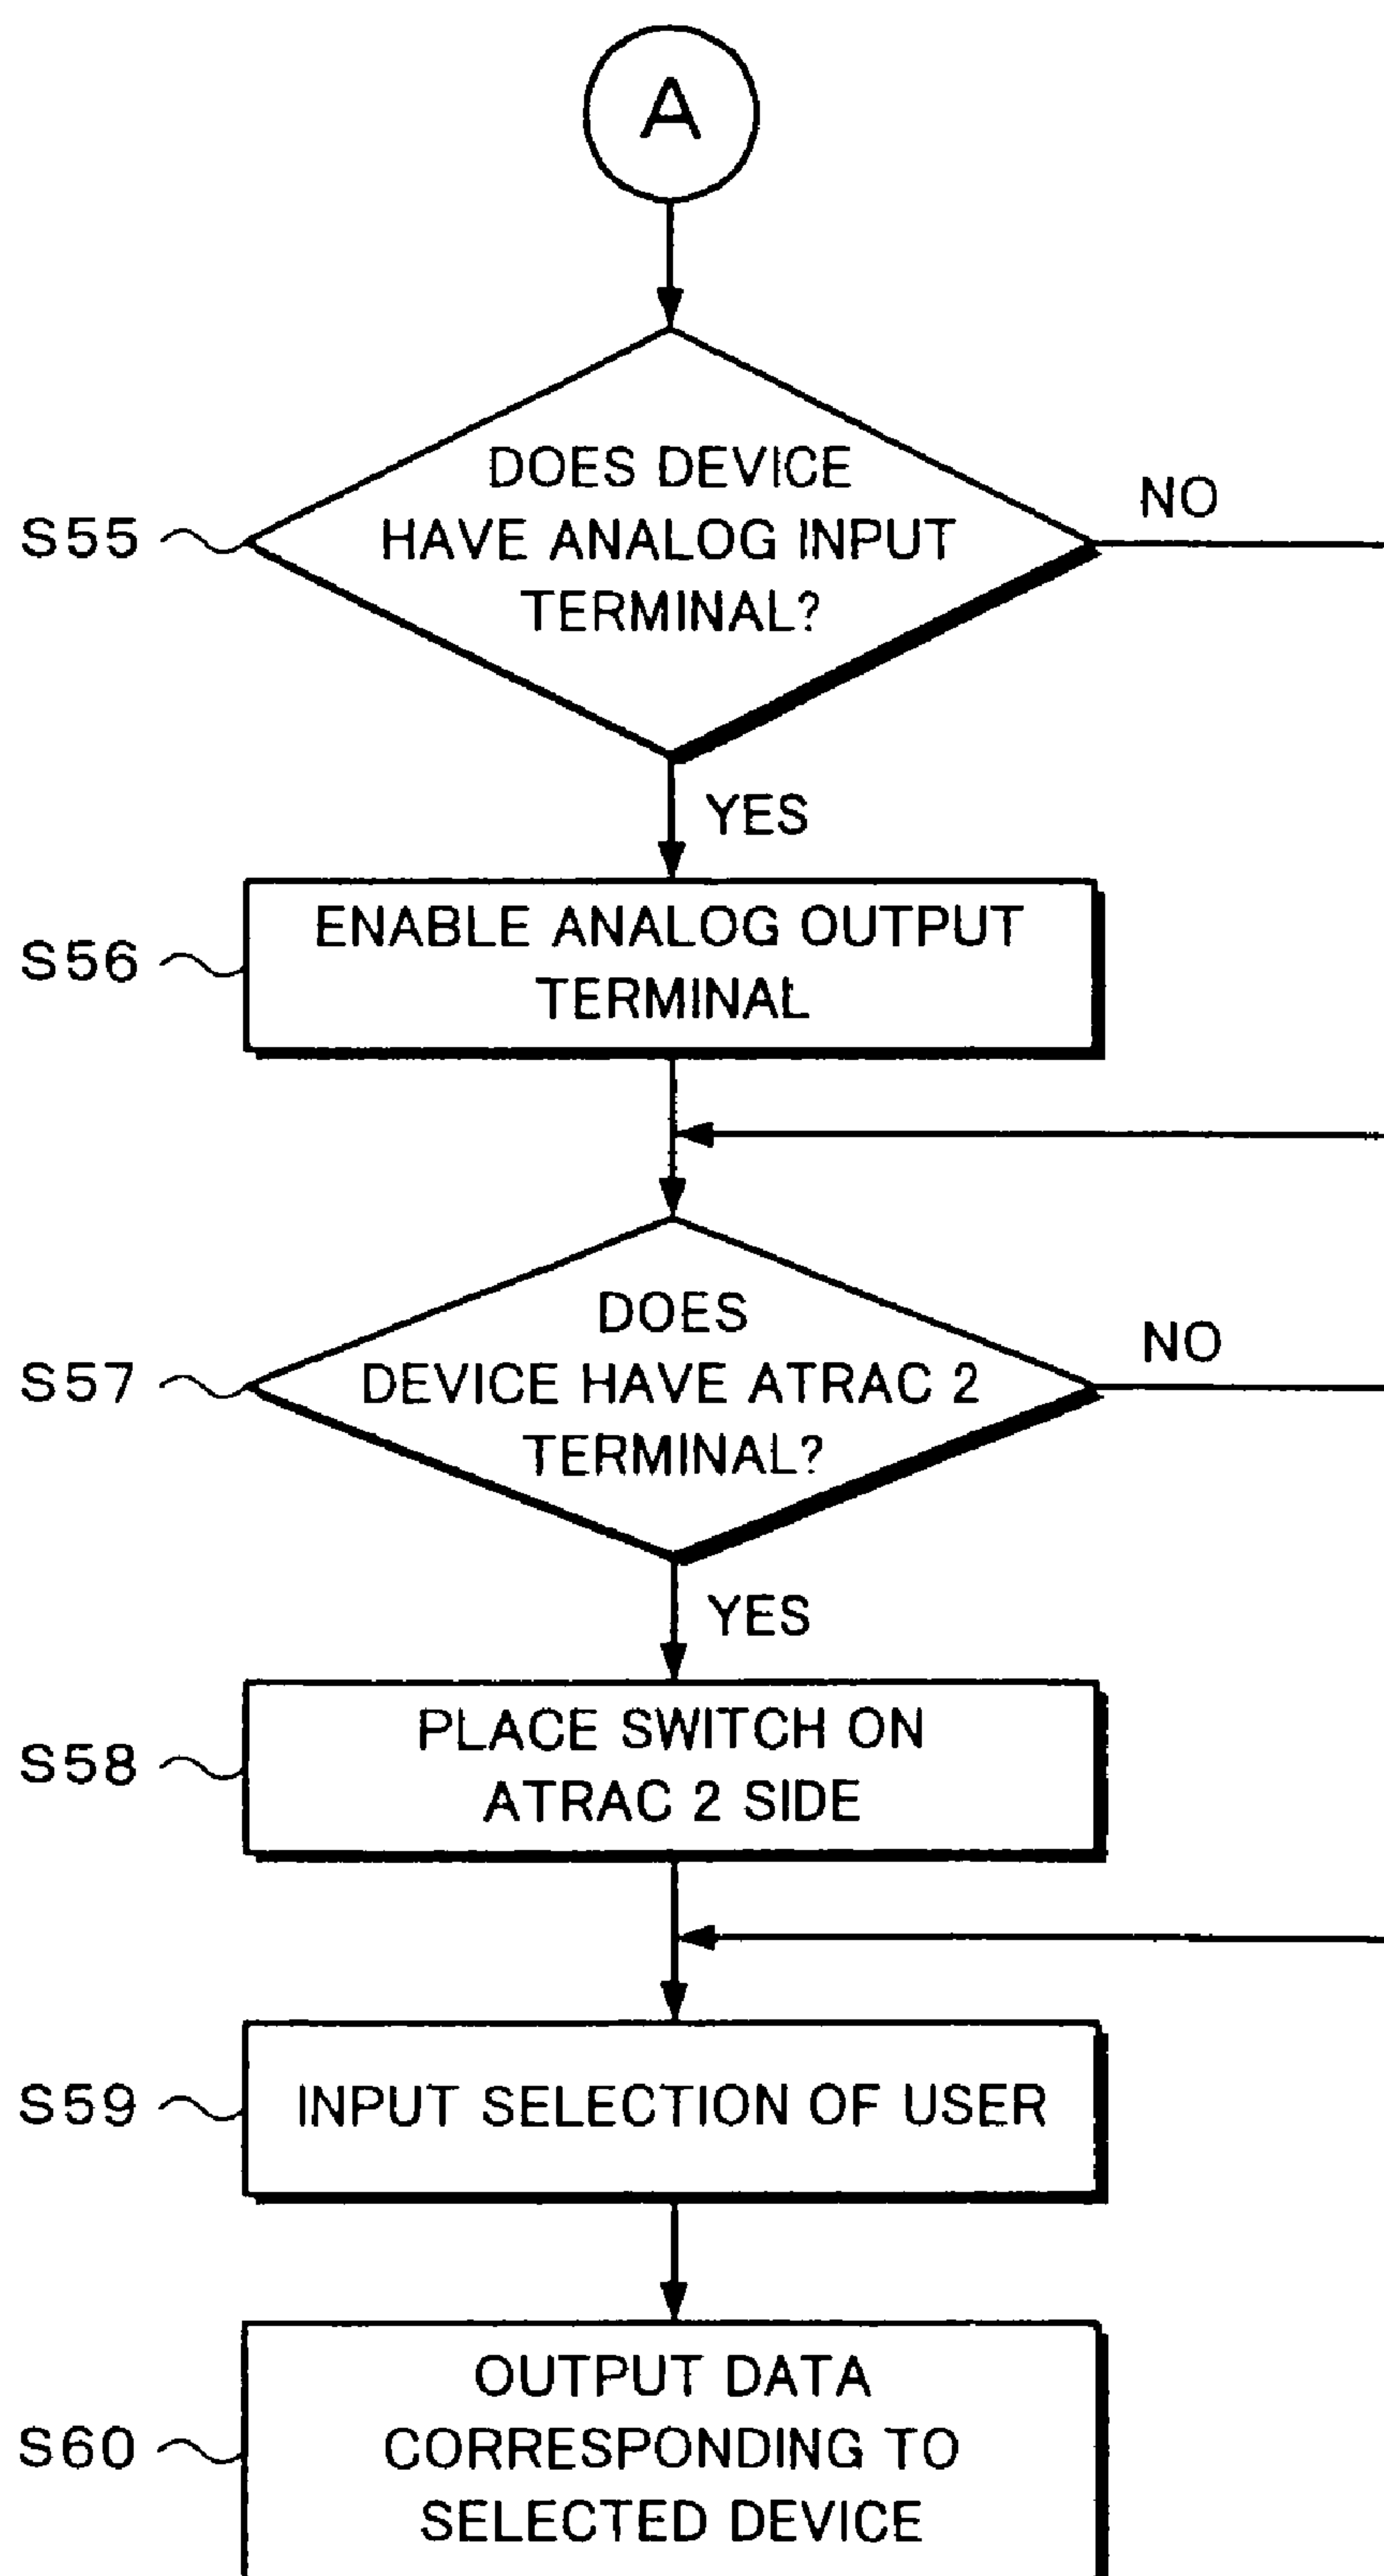 A
DOES DEVICE
HAVE ANALOG INPUT
TERMINAL?
NO
S55
YES
ENABLE ANALOG OUTPUT
TERMINAL
S56
DOES
DEVICE HAVE ATRAC 2
TERMINAL?
NO
S57
YES
PLACE SWITCH ON
ATRAC 2 SIDE
S58
INPUT SELECTION OF USER
S59
OUTPUT DATA
CORRESPONDING TO
SELECTED DEVICE
S60